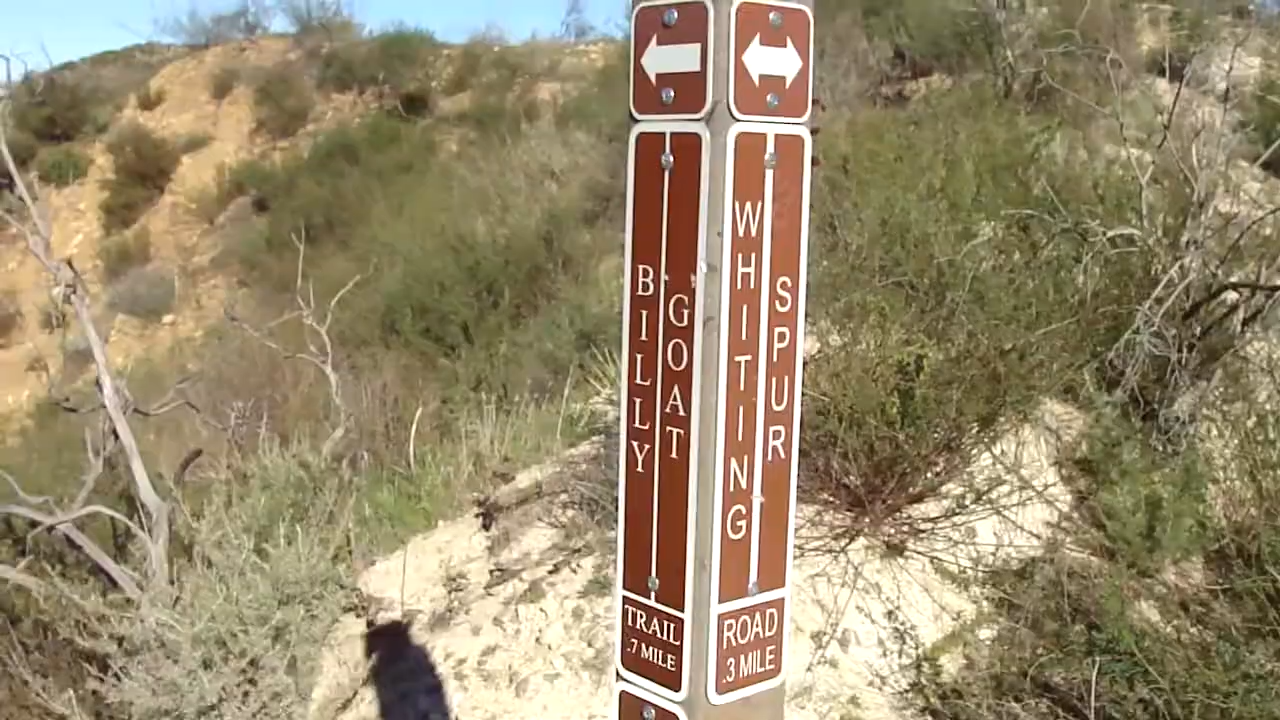 BILLY
GOAT
TRAIL
.7 MILE
WHITING
SPUR
ROAD
.3 MILE